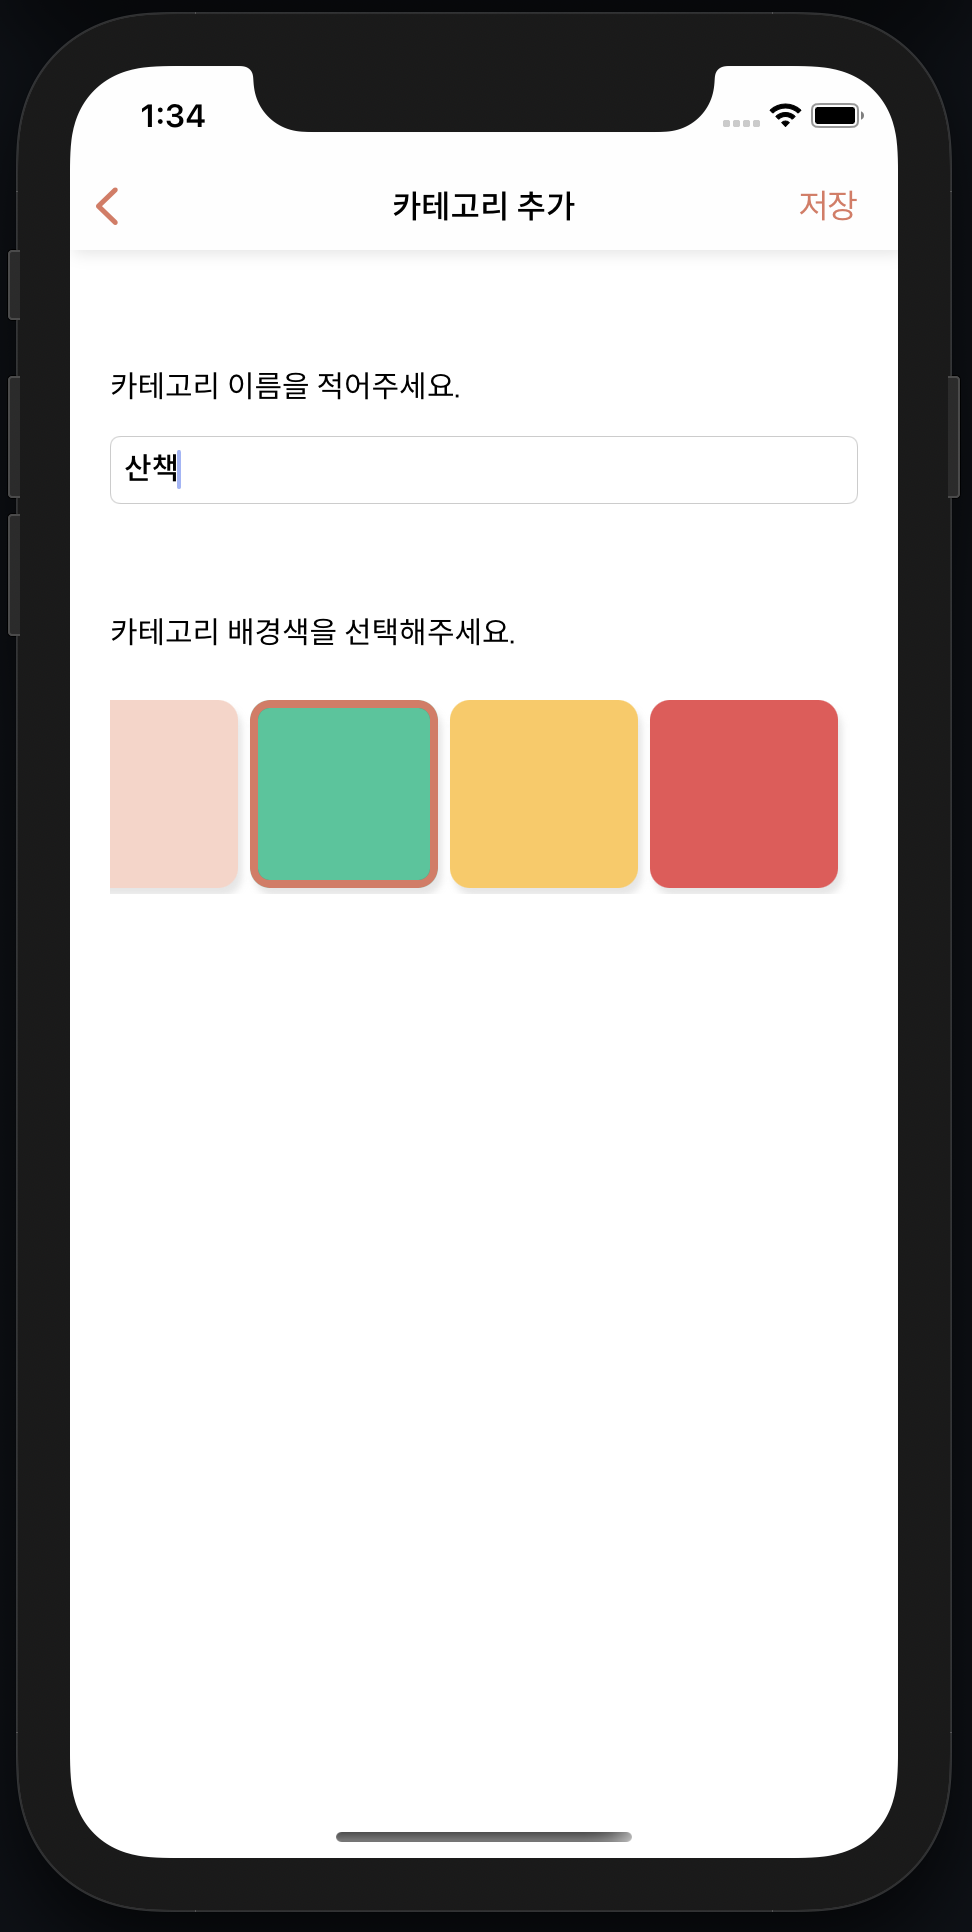 1:34
카테고리 추가 저장
카테고리 이름을 적어주세요.
산책
카테고리 배경색을 선택해주세요.